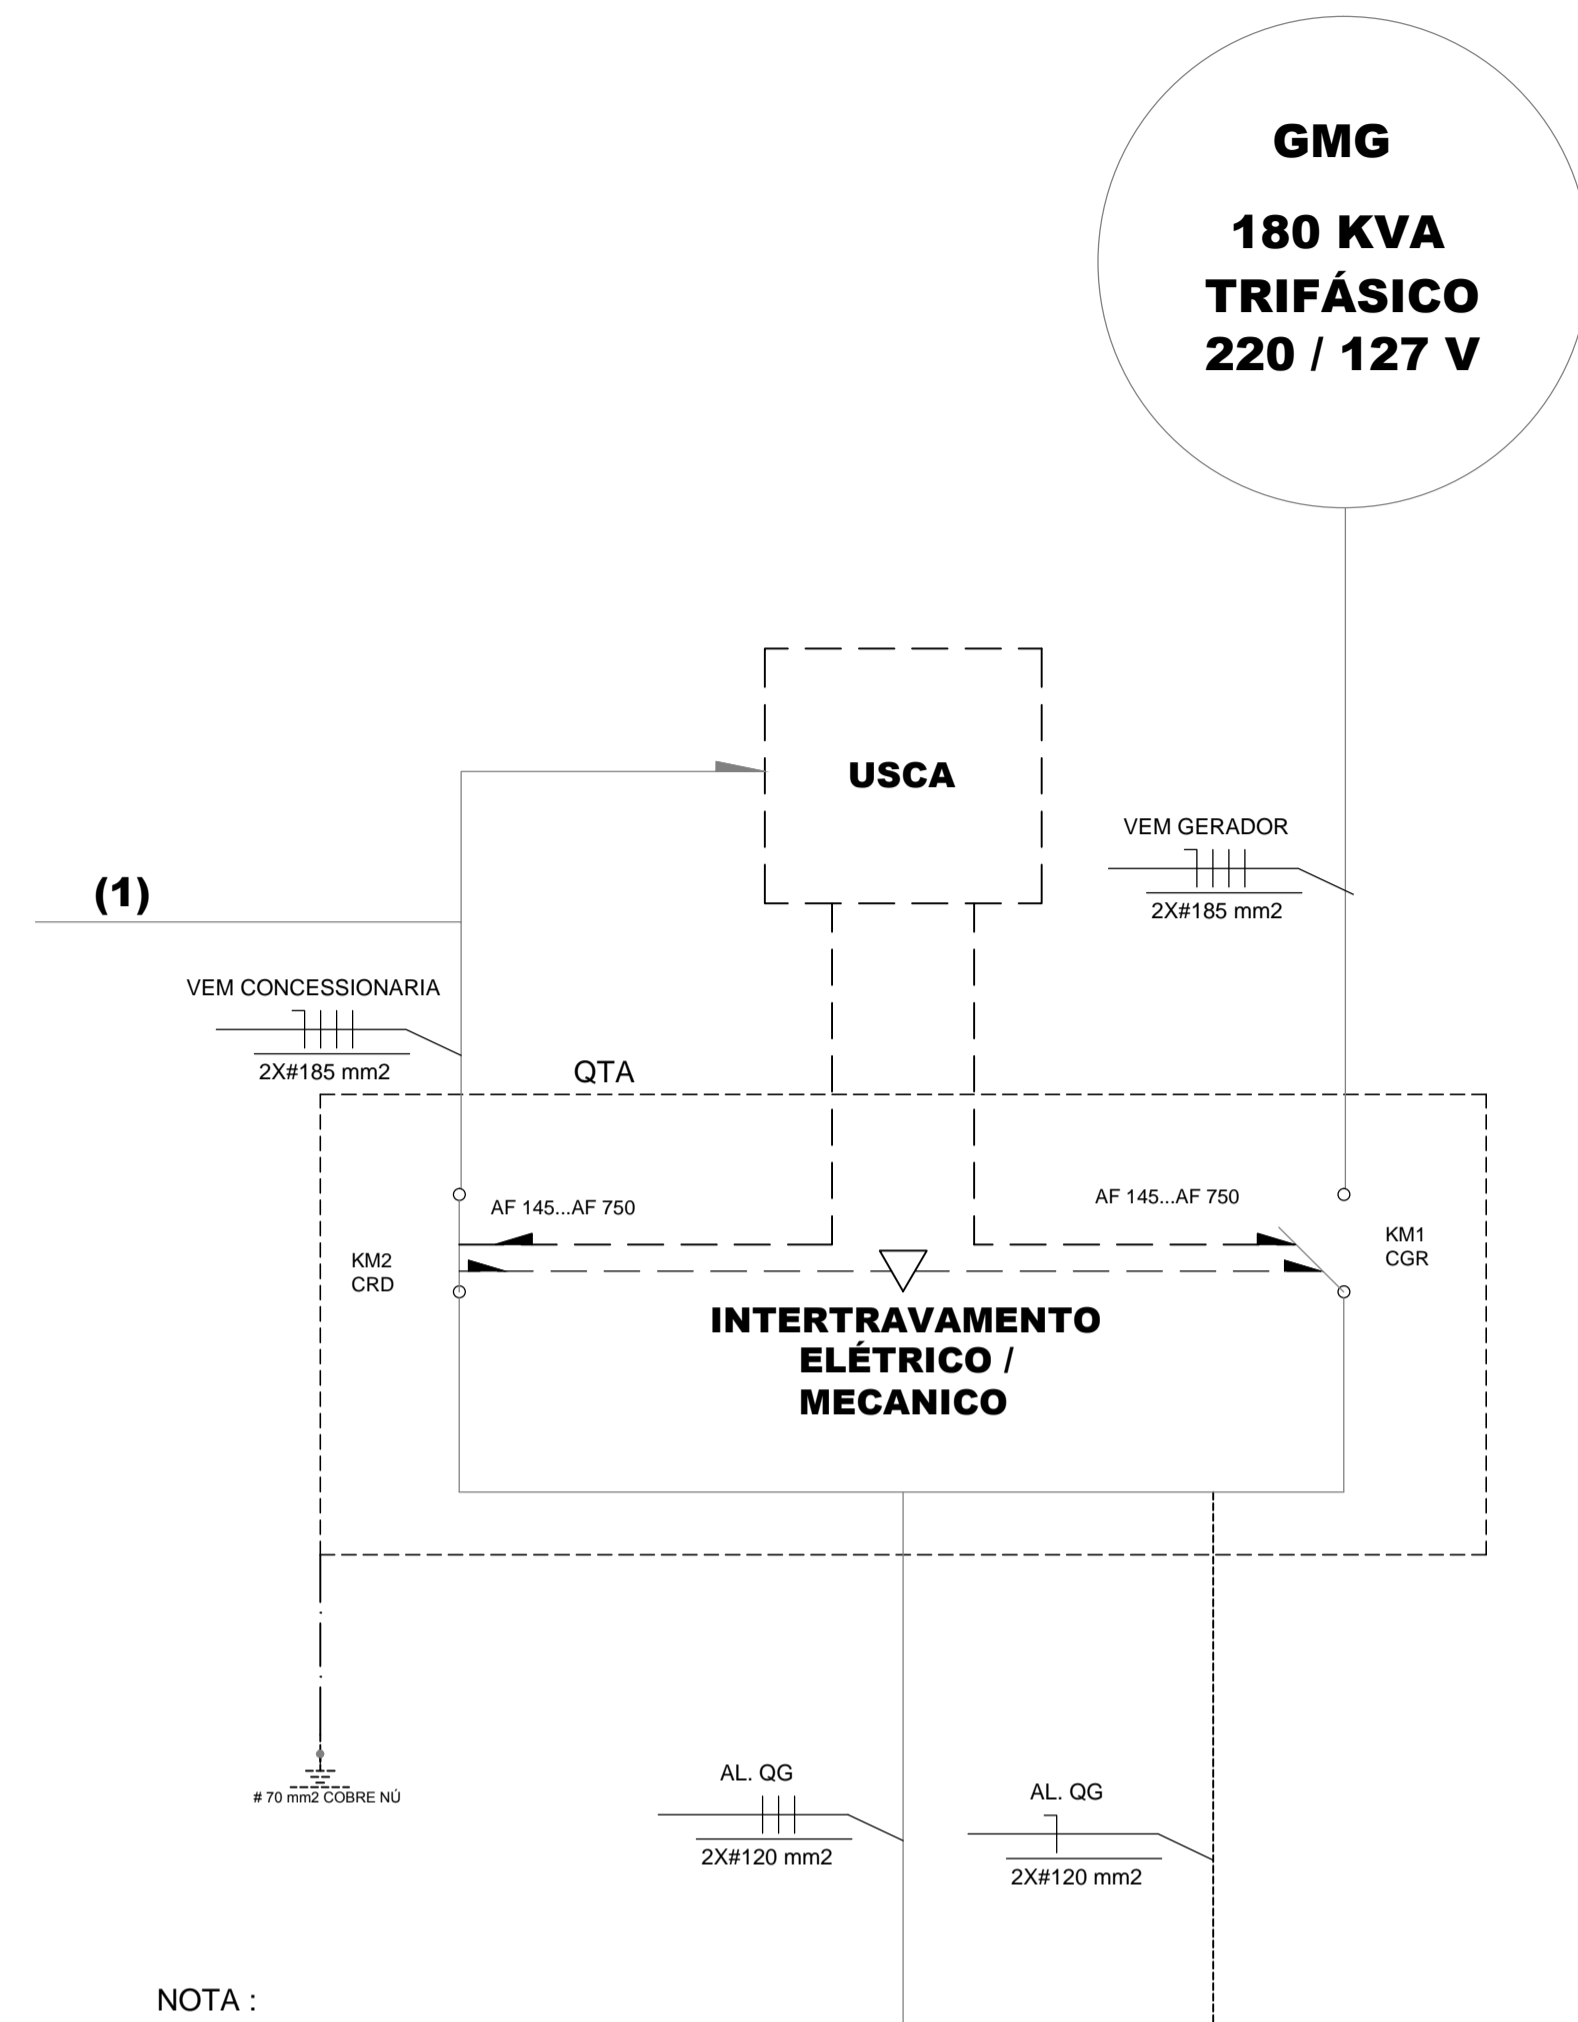 GMG
180 KVA
TRIFÁSICO
220 / 127 V
USCA
VEM GERADOR
2X#185 mm2
(1)
VEM CONCESSIONARIA
2X#185 mm2
QTA
AF 145...AF 750
AF 145...AF 750
KM2
CRD
KM1
CGR
INTERTRAVAMENTO
ELÉTRICO /
MECANICO
# 70 mm2 COBRE NÚ
AL. QG
2X#120 mm2
AL. QG
2X#120 mm2
NOTA :